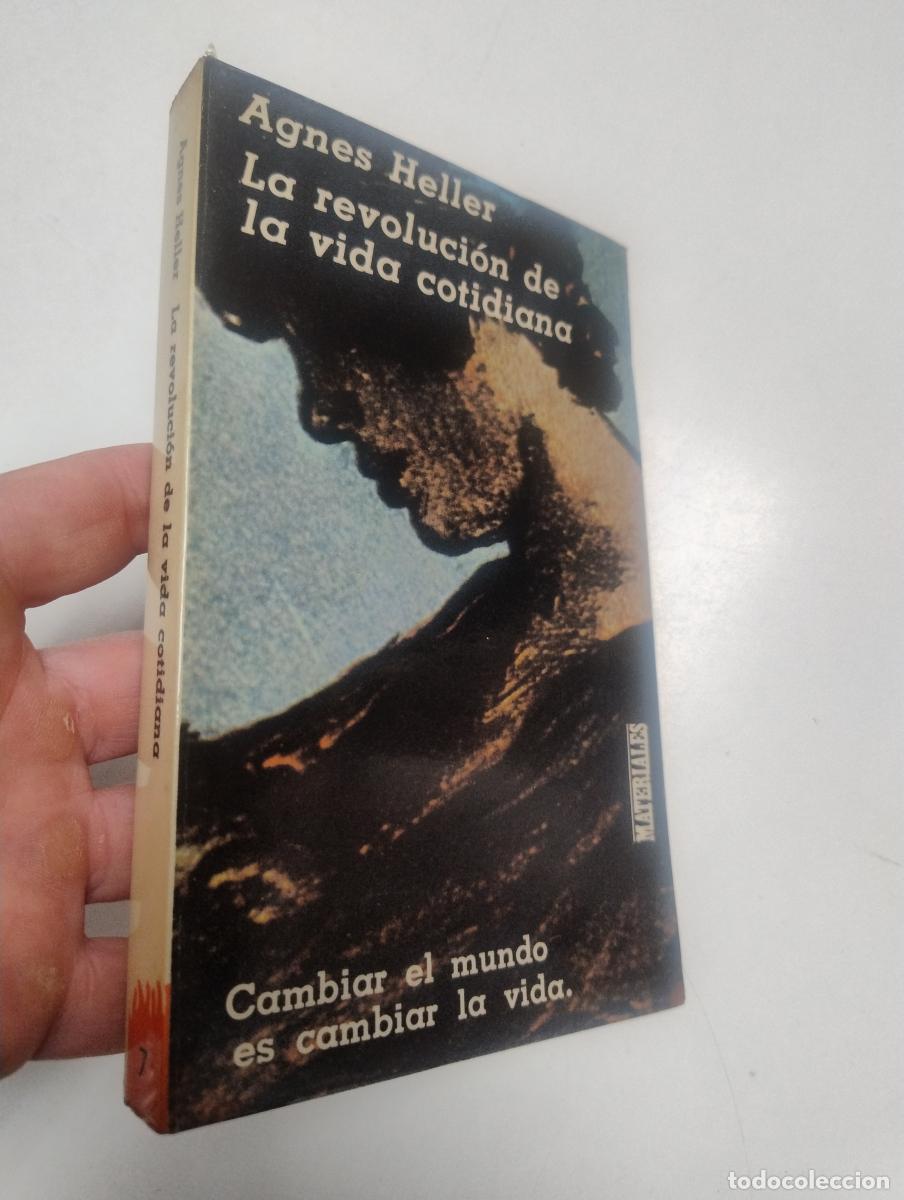 Agnes Heller
La revolución de
la vida cotidiana
MATERIALES
Cambiar el mundo
es cambiar la vida.
Agnes Heller La revolución de la vida cotidiana
7
todocoleccion